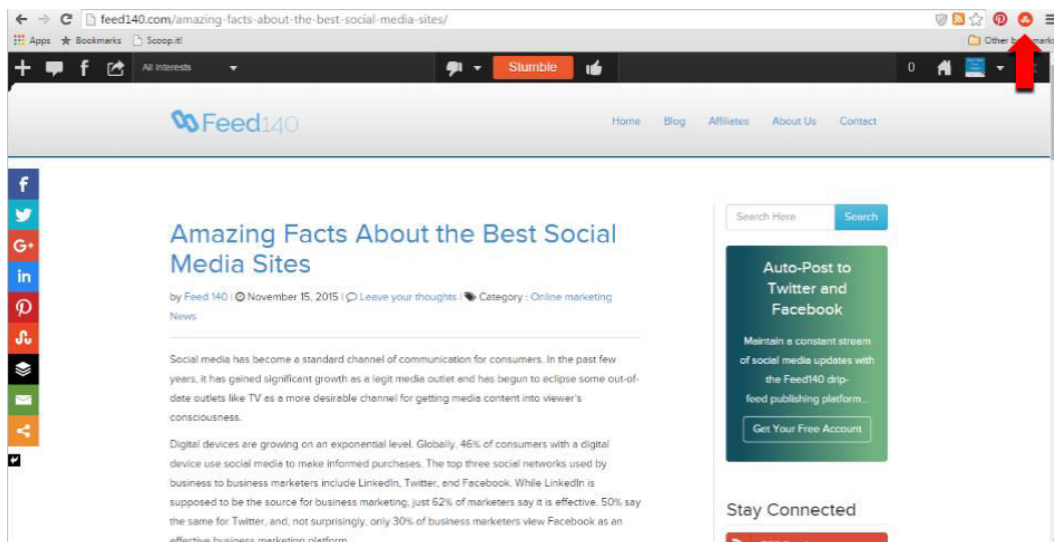 feed140.com/amazing-facts-about-the-best-social-media-sites/
Apps Bookmarks Scoop.it! Other
All Interests Stumble 0
Feed140 Home Blog Affiliates About Us Contact
Search Here Search
Amazing Facts About the Best Social
Media Sites
by Feed 140 | November 15, 2015 | Leave your thoughts | Category : Online marketing
News
Social media has become a standard channel of communication for consumers. In the past few
years, it has gained significant growth as a legit media outlet and has begun to eclipse some out-of-
date outlets like TV as a more desirable channel for getting media content into viewer's
consciousness.
Digital devices are growing on an exponential level. Globally, 46% of consumers with a digital
device use social media to make informed purchases. The top three social networks used by
business to business marketers include LinkedIn, Twitter, and Facebook. While LinkedIn is
supposed to be the source for business marketing, just 62% of marketers say it is effective. 50% say
the same for Twitter, and, not surprisingly, only 30% of business marketers view Facebook as an
effective business marketing platform.
Auto-Post to
Twitter and
Facebook
Maintain a constant stream
of social media updates with
the Feed140 drip-
feed publishing platform...
Get Your Free Account
Stay Connected